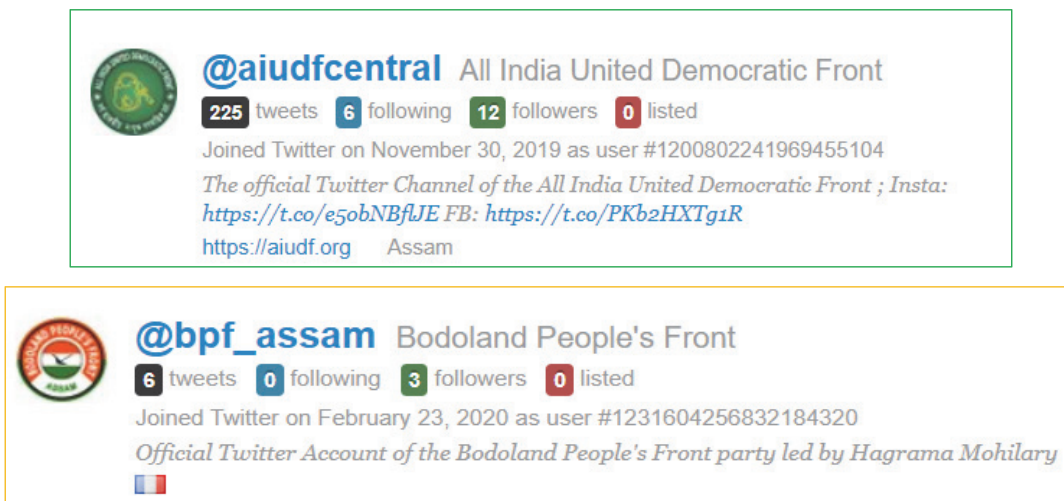 @aiudfcentral All India United Democratic Front
225 tweets 6 following 12 followers 0 listed
Joined Twitter on November 30, 2019 as user #1200802241969455104
The official Twitter Channel of the All India United Democratic Front ; Insta:
https://t.co/e5obNBflJE FB: https://t.co/PKb2HXTg1R
https://aiudf.org Assam
BODOLAND PEOPLE'S FRONT
ASSAM
@bpf_assam Bodoland People's Front
6 tweets 0 following 3 followers 0 listed
Joined Twitter on February 23, 2020 as user #1231604256832184320
Official Twitter Account of the Bodoland People's Front party led by Hagrama Mohilary